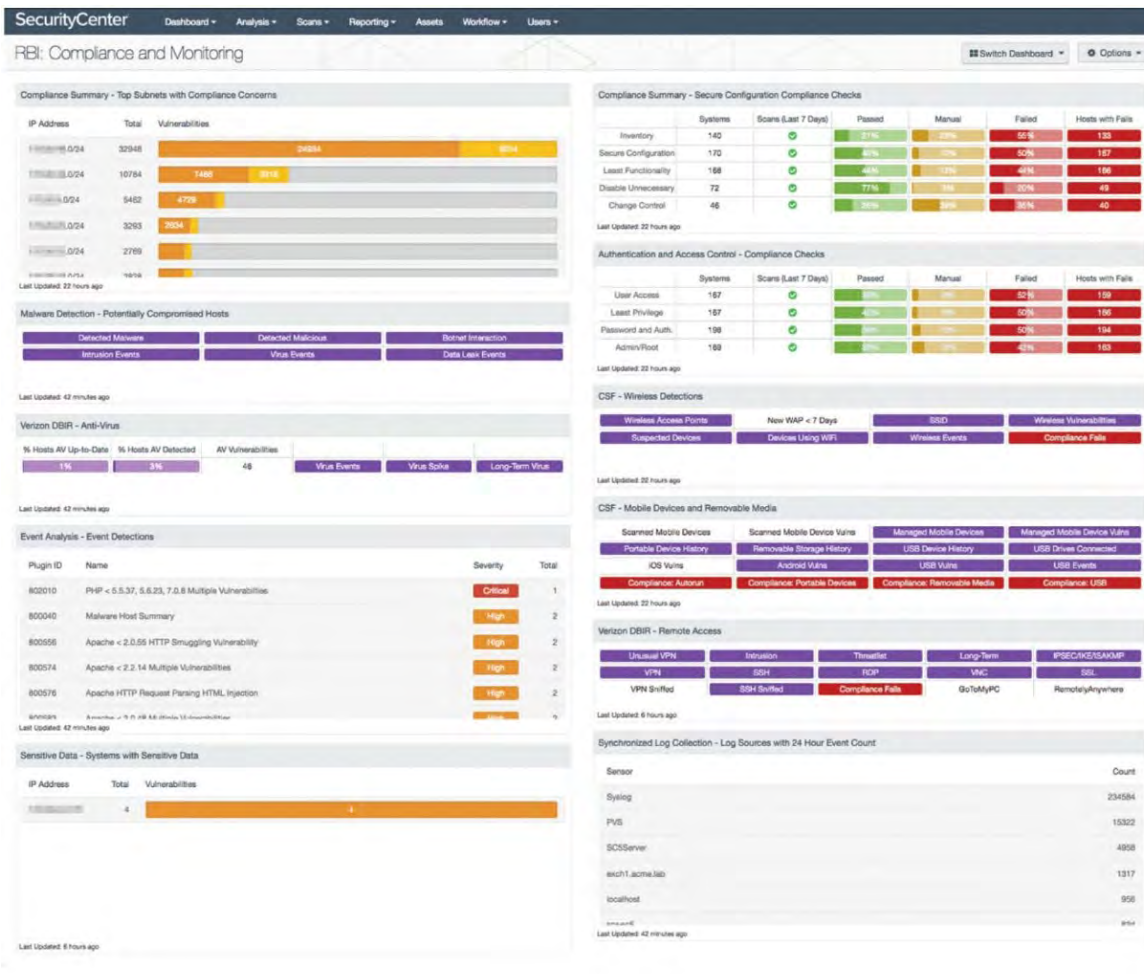 SecurityCenter Dashboard Analysis Scans Reporting Assets Workflow Users
RBI: Compliance and Monitoring
Switch Dashboard Options
Compliance Summary - Top Subnets with Compliance Concerns
IP Address Total Vulnerabilities
.0/24 32948
.0/24 10764 7466
.0/24 5462 4729
.0/24 3293 2634
.0/24 2769
Last Updated: 22 hours ago
Malware Detection - Potentially Compromised Hosts
Detected Malware Detected Malicious Botnet Interaction
Intrusion Events Virus Events Data Leak Events
Last Updated: 42 minutes ago
Verizon DBIR - Anti-Virus
% Hosts AV Up-to-Date % Hosts AV Detected AV Vulnerabilities
1% 3% 46 Virus Events Virus Spike Long-Term Virus
Last Updated: 42 minutes ago
Event Analysis - Event Detections
Plugin ID Name Severity Total
802010 PHP < 5.5.37, 5.6.23, 7.0.8 Multiple Vulnerabilities Critical 1
800040 Malware Host Summary High 2
800556 Apache < 2.0.55 HTTP Smuggling Vulnerability High 2
800574 Apache < 2.2.14 Multiple Vulnerabilities High 2
800576 Apache HTTP Request Parsing HTML Injection High 2
Last Updated: 42 minutes ago
Sensitive Data - Systems with Sensitive Data
IP Address Total Vulnerabilities
4 4
Last Updated: 6 hours ago
Compliance Summary - Secure Configuration Compliance Checks
Systems Scans (Last 7 Days) Passed Manual Failed Hosts with Fails
Inventory 140 21% 55% 133
Secure Configuration 170 40% 50% 167
Least Functionality 168 44% 44% 166
Disable Unnecessary 72 77% 20% 49
Change Control 46 35% 40
Last Updated: 22 hours ago
Authentication and Access Control - Compliance Checks
Systems Scans (Last 7 Days) Passed Manual Failed Hosts with Fails
User Access 167 52% 159
Least Privilege 167 50% 166
Password and Auth. 198 50% 194
Admin/Root 169 42% 163
Last Updated: 22 hours ago
CSF - Wireless Detections
Wireless Access Points New WAP < 7 Days SSID Wireless Vulnerabilities
Suspected Devices Devices Using WiFi Wireless Events Compliance Fails
Last Updated: 22 hours ago
CSF - Mobile Devices and Removable Media
Scanned Mobile Devices Scanned Mobile Device Vulns Managed Mobile Devices Managed Mobile Device Vulns
Portable Device History Removable Storage History USB Device History USB Drives Connected
iOS Vulns Android Vulns USB Vulns USB Events
Compliance: Autorun Compliance: Portable Devices Compliance: Removable Media Compliance: USB
Last Updated: 22 hours ago
Verizon DBIR - Remote Access
Unusual VPN Intrusion Threatlist Long-Term IPSEC/IKE/ISAKMP
VPN SSH RDP VNC SSL
VPN Sniffed SSH Sniffed Compliance Fails GoToMyPC RemotelyAnywhere
Last Updated: 6 hours ago
Synchronized Log Collection - Log Sources with 24 Hour Event Count
Sensor Count
Syslog 234584
PVS 15322
SC5Server 4958
exch1.acme.lab 1317
localhost 956
Last Updated: 42 minutes ago